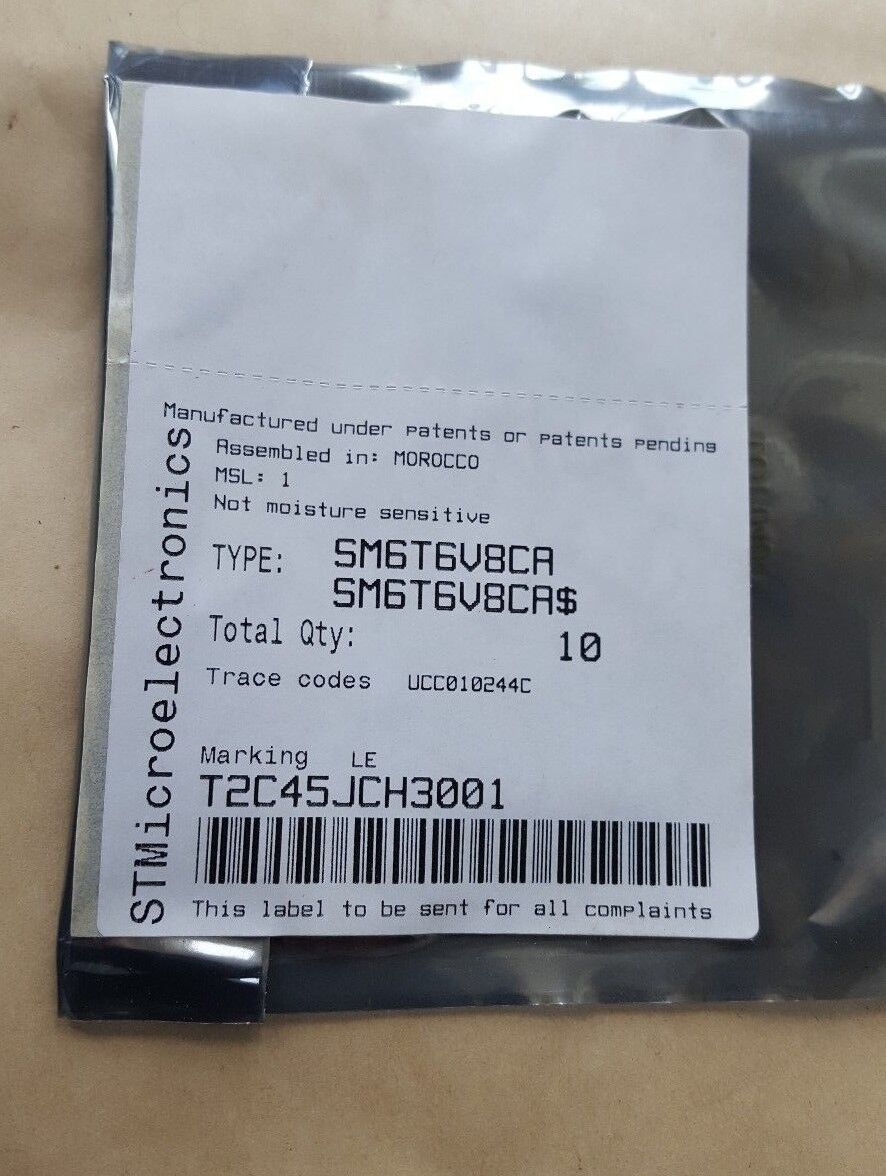 Manufactured under patents or patents pending
Assembled in: MOROCCO
MSL: 1
Not moisture sensitive
TYPE: SM6T6V8CA
SM6T6V8CA$
Total Qty: 10
Trace codes UCC010244C
Marking LE
T2C45JCH3001
This label to be sent for all complaints
STMicroelectronics